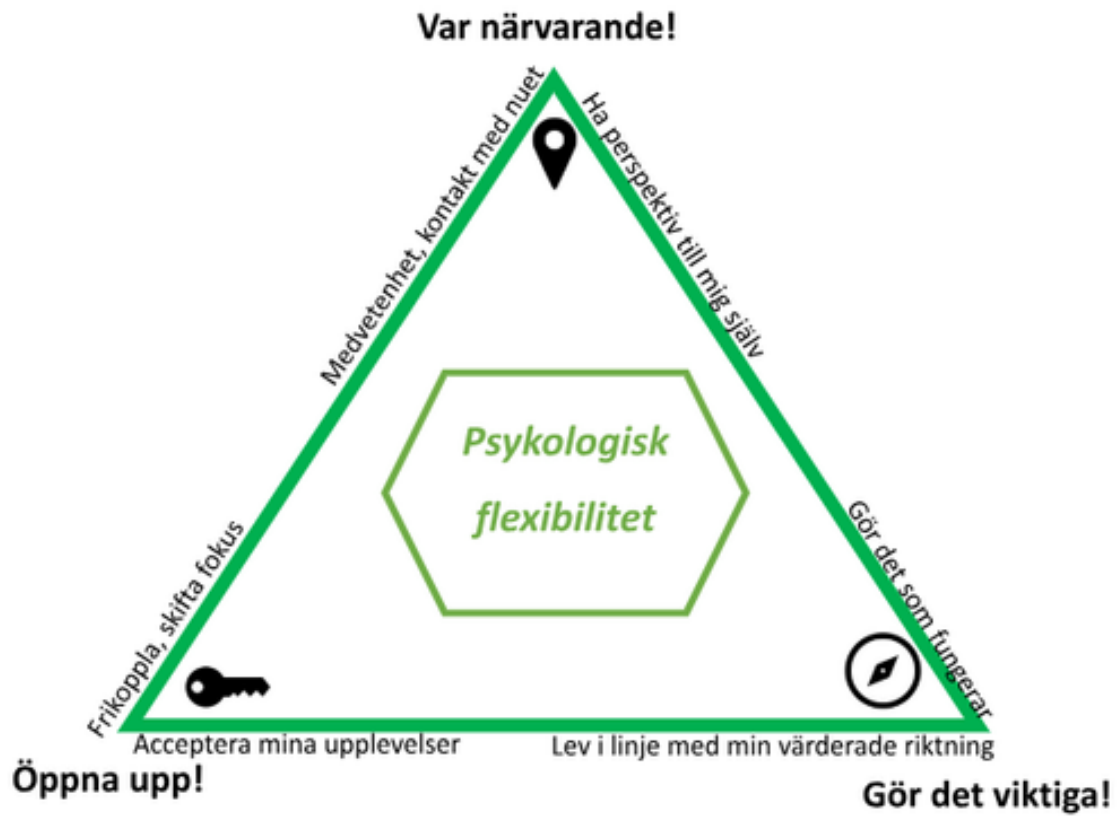 Var närvarande!
Medvetenhet, kontakt med nuet
Ha perspektiv till mig själv
Psykologisk
flexibilitet
Frikoppla, skifta fokus
Gör det som fungerar
Acceptera mina upplevelser
Lev i linje med min värderade riktning
Öppna upp!
Gör det viktiga!